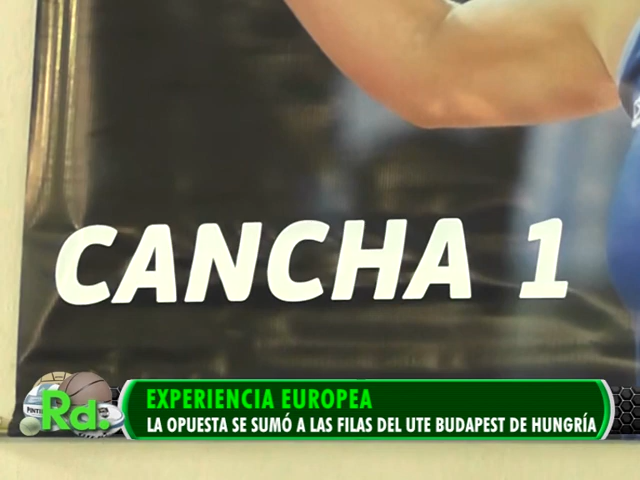 CANCHA 1
EXPERIENCIA EUROPEA
Rd.
LA OPUESTA SE SUMÓ A LAS FILAS DEL UTE BUDAPEST DE HUNGRÍA